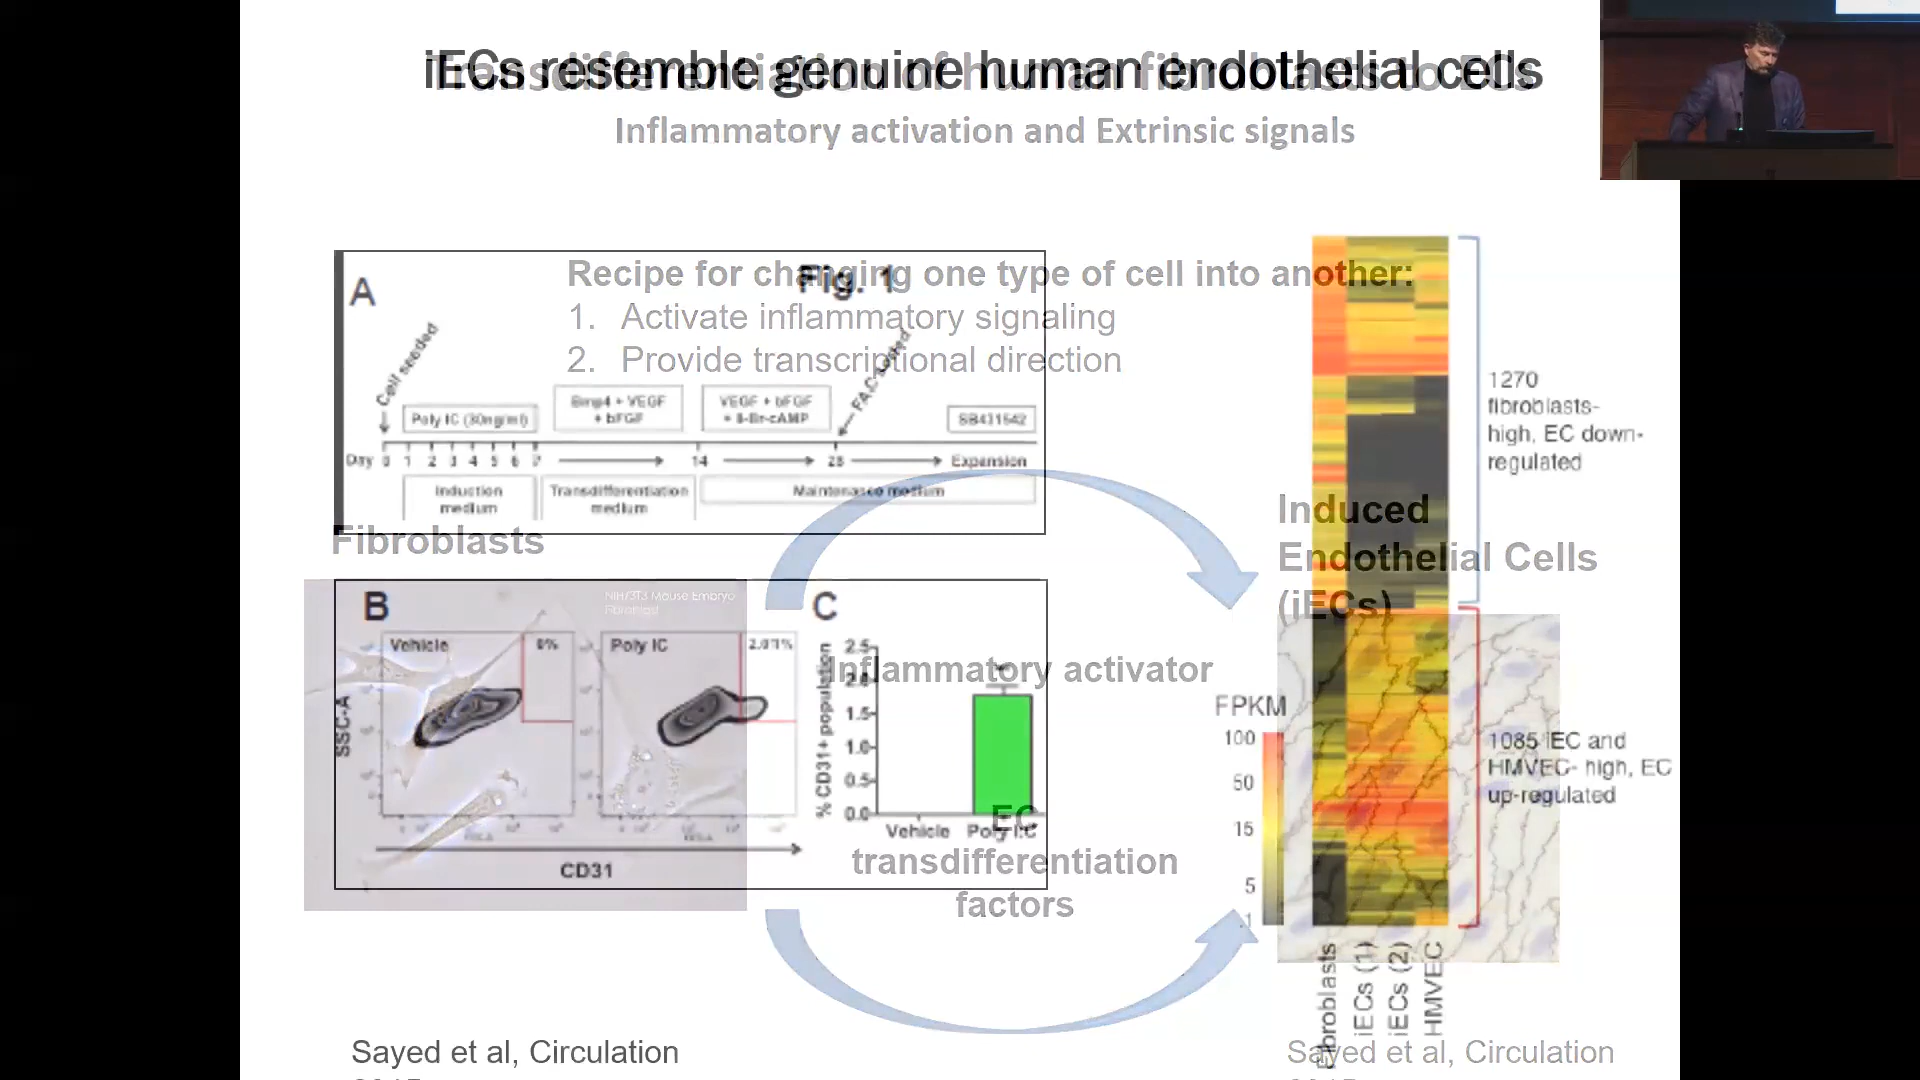 iECs resemble genuine human endothelial cells
Transdifferentiation of human fibroblasts to ECs
Inflammatory activation and Extrinsic signals
Recipe for changing one type of cell into another:
1. Activate inflammatory signaling
2. Provide transcriptional direction
Fig. 1
A
Cell seeded
FAC sorted
Poly IC (30ng/ml)
Bmp4 + VEGF
+ bFGF
VEGF + bFGF
+ 8-Br-cAMP
SB431542
Day 0 1 2 3 4 5 6 7 14 28 Expansion
Induction
medium
Transdifferentiation
medium
Maintenance medium
Fibroblasts
Induced
Endothelial Cells
(iECs)
B
NIH/3T3 Mouse Embryo
Fibroblast
Vehicle
0%
Poly IC
SSC-A
CD31
C
% CD31+ population
2.5
2.0
1.5
1.0
0.5
0.0
Vehicle Poly I:C
Inflammatory activator
EC
transdifferentiation
factors
1270
fibroblasts-
high, EC down-
regulated
1085 iEC and
HMVEC- high, EC
up-regulated
FPKM
100
50
15
5
1
Fibroblasts
iECs (1)
iECs (2)
HMVEC
Sayed et al, Circulation
Sayed et al, Circulation